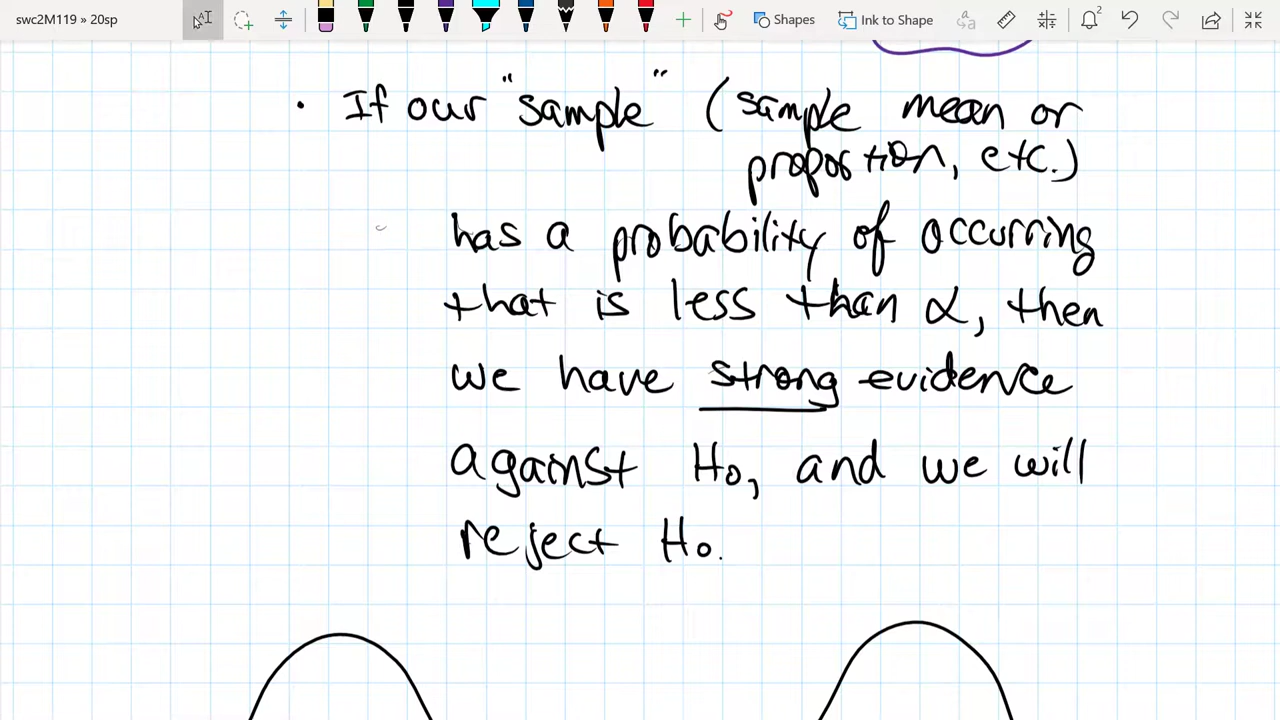 swc2M119 » 20sp
Shapes
Ink to Shape
• If our "sample" (sample mean or
proportion, etc.)
has a probability of occurring
that is less than α, then
we have strong evidence
against Ho, and we will
reject Ho.